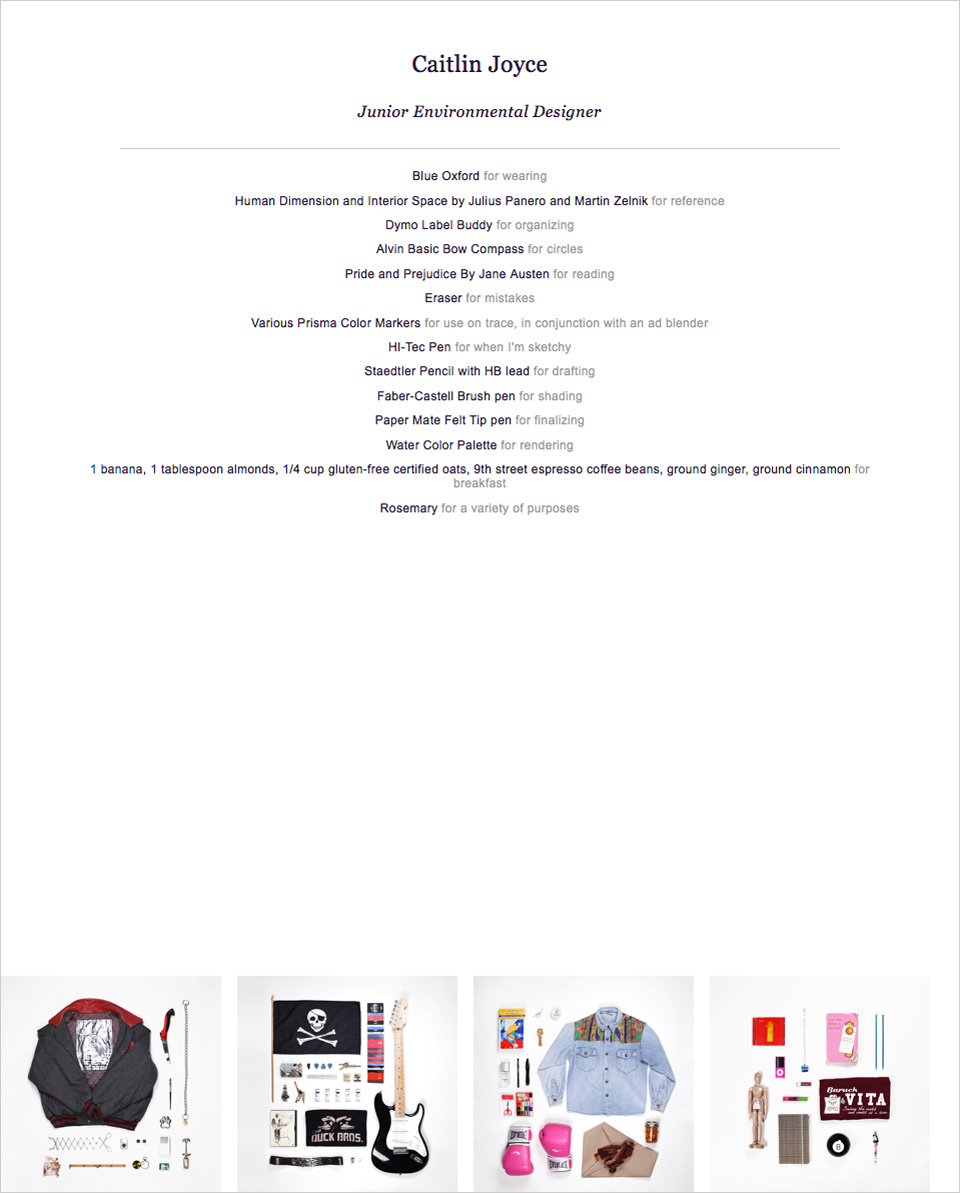 Caitlin Joyce
Junior Environmental Designer
Blue Oxford for wearing
Human Dimension and Interior Space by Julius Panero and Martin Zelnik for reference
Dymo Label Buddy for organizing
Alvin Basic Bow Compass for circles
Pride and Prejudice By Jane Austen for reading
Eraser for mistakes
Various Prisma Color Markers for use on trace, in conjunction with an ad blender
HI-Tec Pen for when I'm sketchy
Staedtler Pencil with HB lead for drafting
Faber-Castell Brush pen for shading
Paper Mate Felt Tip pen for finalizing
Water Color Palette for rendering
1 banana, 1 tablespoon almonds, 1/4 cup gluten-free certified oats, 9th street espresso coffee beans, ground ginger, ground cinnamon for
breakfast
Rosemary for a variety of purposes
DUCK BROS.
EVERLAST
EVERLAST
Baruck
VITA
Saving the world
8